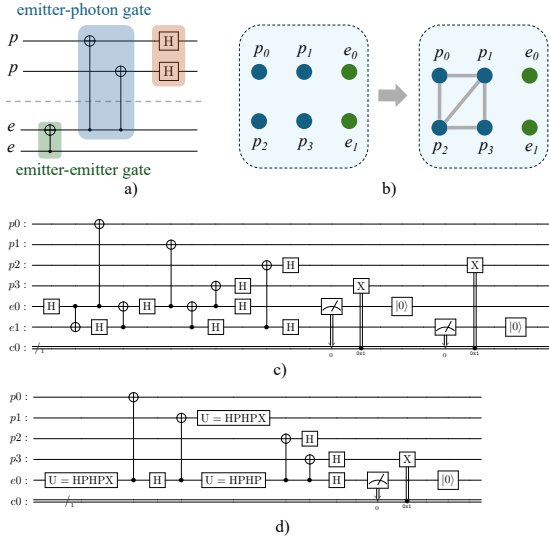 emitter-photon gate
p
H
p
H
e
e
emitter-emitter gate
a)
p0 p1 e0
p2 p3 e1
p0 p1 e0
p2 p3 e1
b)
p0 :
p1 :
p2 : H X
p3 : H X
e0 : H H H H |0⟩
e1 : H H H |0⟩
c0 : 1 0 0x1 0 0x1
c)
p0 :
p1 : U = HPHPX
p2 : H
p3 : H X
e0 : U = HPHPX H U = HPHP H |0⟩
c0 : 1 0 0x1
d)